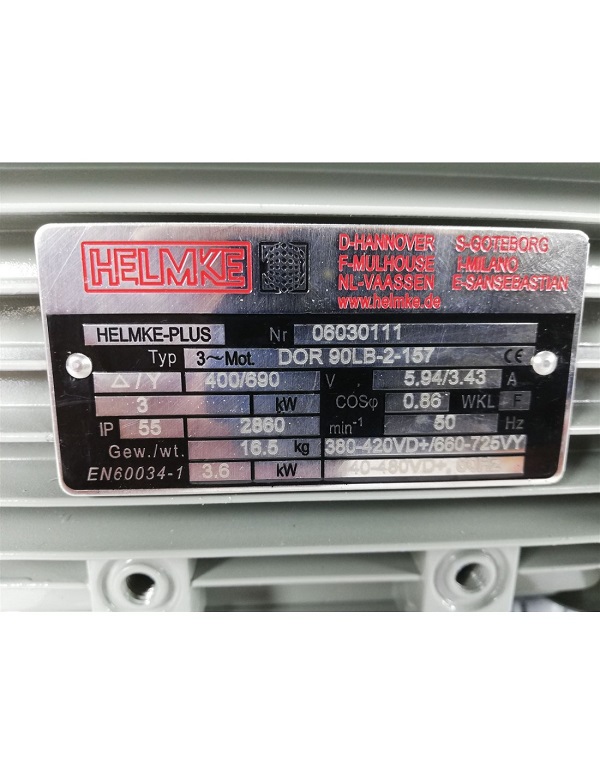 HELMKE
D-HANNOVER S-GOTEBORG
F-MULHOUSE I-MILANO
NL-VAASSEN E-SANSEBASTIAN
www.helmke.de
HELMKE-PLUS Nr 06030111
Typ 3~Mot. DOR 90LB-2-157 CE
△/Y 400/690 V 5.94/3.43 A
3 kW COSφ 0.86 WKL F
IP 55 2860 min⁻¹ 50 Hz
Gew./wt. 16.5 kg 380-420VD+/660-725VY
EN60034-1 3.6 kW 40-480VD+,